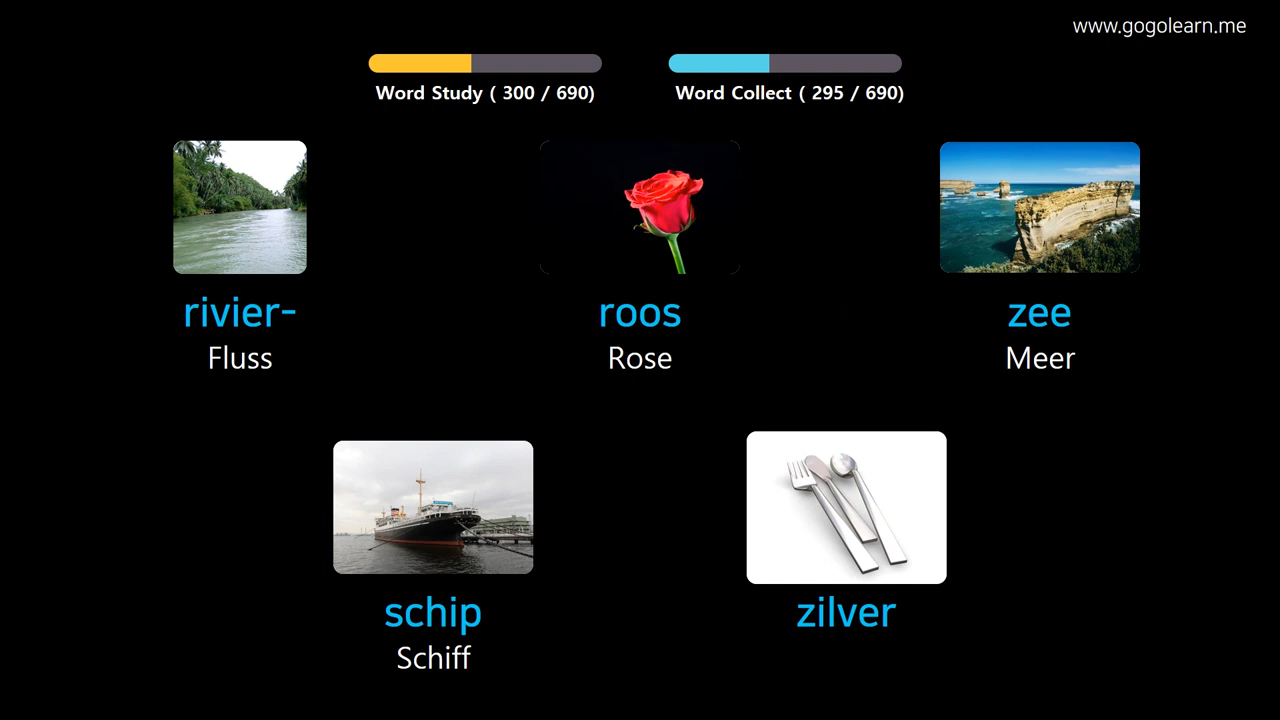 www.gogolearn.me
Word Study ( 300 / 690)
Word Collect ( 295 / 690)
rivier-
Fluss
roos
Rose
zee
Meer
schip
Schiff
zilver